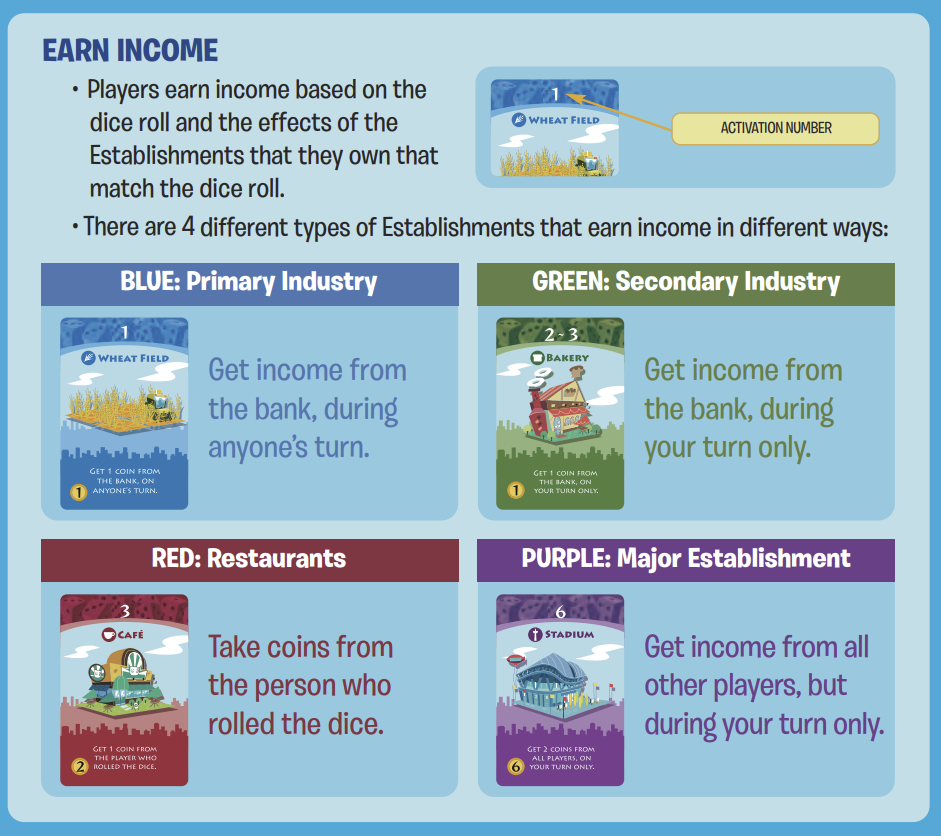 EARN INCOME
• Players earn income based on the
dice roll and the effects of the
Establishments that they own that
match the dice roll.
1
WHEAT FIELD
ACTIVATION NUMBER
• There are 4 different types of Establishments that earn income in different ways:
BLUE: Primary Industry
1
WHEAT FIELD
GET 1 COIN FROM
THE BANK, ON
ANYONE'S TURN.
1
Get income from
the bank, during
anyone's turn.
GREEN: Secondary Industry
2~3
BAKERY
GET 1 COIN FROM
THE BANK, ON
YOUR TURN ONLY.
1
Get income from
the bank, during
your turn only.
RED: Restaurants
3
CAFÉ
GET 1 COIN FROM
THE PLAYER WHO
ROLLED THE DICE.
2
Take coins from
the person who
rolled the dice.
PURPLE: Major Establishment
6
STADIUM
GET 2 COINS FROM
ALL PLAYERS, ON
YOUR TURN ONLY.
6
Get income from all
other players, but
during your turn only.